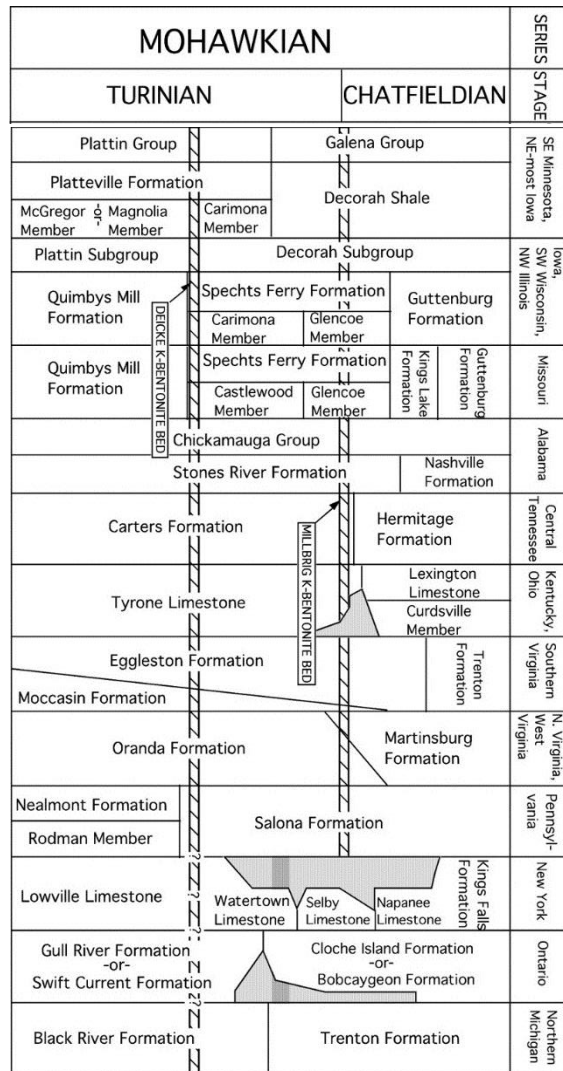 MOHAWKIAN
SERIES
TURINIAN
CHATFIELDIAN
STAGE
Plattin Group
Galena Group
Platteville Formation
Decorah Shale
McGregor
Member
-or-
Magnolia
Member
Carimona
Member
SE Minnesota,
NE-most Iowa
Plattin Subgroup
Decorah Subgroup
Quimbys Mill
Formation
Spechts Ferry Formation
Carimona
Member
Glencoe
Member
Guttenburg
Formation
Iowa,
SW Wisconsin,
NW Illinois
DEICKE K-BENTONITE BED
Quimbys Mill
Formation
Spechts Ferry Formation
Castlewood
Member
Glencoe
Member
Kings Lake
Formation
Guttenburg
Formation
Missouri
Chickamauga Group
Stones River Formation
Nashville
Formation
Alabama
Carters Formation
MILLBRIG K-BENTONITE BED
Hermitage
Formation
Central
Tennessee
Tyrone Limestone
Lexington
Limestone
Curdsville
Member
Kentucky,
Ohio
Eggleston Formation
Moccasin Formation
Trenton
Formation
Southern
Virginia
Oranda Formation
Martinsburg
Formation
N. Virginia,
West
Virginia
Nealmont Formation
Rodman Member
Salona Formation
Pennsyl-
vania
?
Lowville Limestone
?
Watertown
Limestone
Selby
Limestone
Napanee
Limestone
Kings Falls
Formation
New York
?
Gull River Formation
-or-
Swift Current Formation
Cloche Island Formation
-or-
Bobcaygeon Formation
Ontario
??
Black River Formation
Trenton Formation
Northern
Michigan